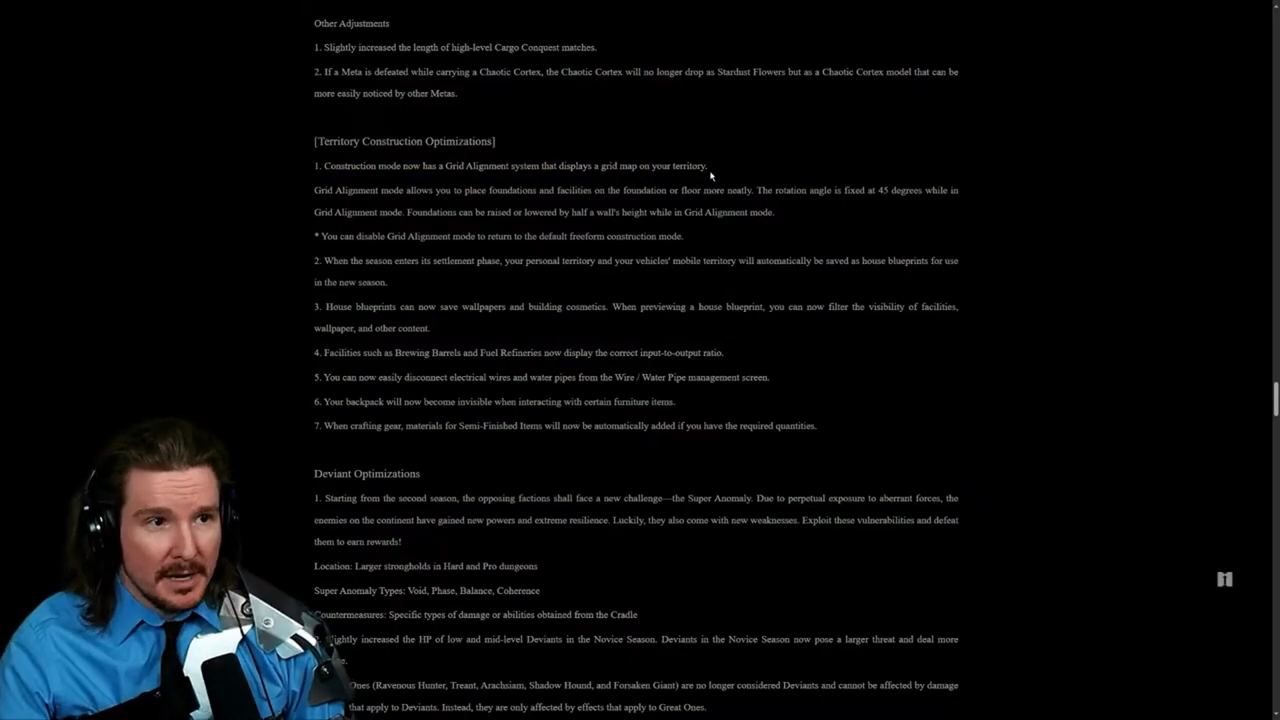 Other Adjustments
1. Slightly increased the length of high-level Cargo Conquest matches.
2. If a Meta is defeated while carrying a Chaotic Cortex, the Chaotic Cortex will no longer drop as Stardust Flowers but as a Chaotic Cortex model that can be
more easily noticed by other Metas.
[Territory Construction Optimizations]
1. Construction mode now has a Grid Alignment system that displays a grid map on your territory.
Grid Alignment mode allows you to place foundations and facilities on the foundation or floor more neatly. The rotation angle is fixed at 45 degrees while in
Grid Alignment mode. Foundations can be raised or lowered by half a wall's height while in Grid Alignment mode.
* You can disable Grid Alignment mode to return to the default freeform construction mode.
2. When the season enters its settlement phase, your personal territory and your vehicles' mobile territory will automatically be saved as house blueprints for use
in the new season.
3. House blueprints can now save wallpapers and building cosmetics. When previewing a house blueprint, you can now filter the visibility of facilities,
wallpaper, and other content.
4. Facilities such as Brewing Barrels and Fuel Refineries now display the correct input-to-output ratio.
5. You can now easily disconnect electrical wires and water pipes from the Wire / Water Pipe management screen.
6. Your backpack will now become invisible when interacting with certain furniture items.
7. When crafting gear, materials for Semi-Finished Items will now be automatically added if you have the required quantities.
Deviant Optimizations
1. Starting from the second season, the opposing factions shall face a new challenge—the Super Anomaly. Due to perpetual exposure to aberrant forces, the
enemies on the continent have gained new powers and extreme resilience. Luckily, they also come with new weaknesses. Exploit these vulnerabilities and defeat
them to earn rewards!
Location: Larger strongholds in Hard and Pro dungeons
Super Anomaly Types: Void, Phase, Balance, Coherence
Countermeasures: Specific types of damage or abilities obtained from the Cradle
Slightly increased the HP of low and mid-level Deviants in the Novice Season. Deviants in the Novice Season now pose a larger threat and deal more
Ones (Ravenous Hunter, Treant, Arachsiam, Shadow Hound, and Forsaken Giant) are no longer considered Deviants and cannot be affected by damage
that apply to Deviants. Instead, they are only affected by effects that apply to Great Ones.